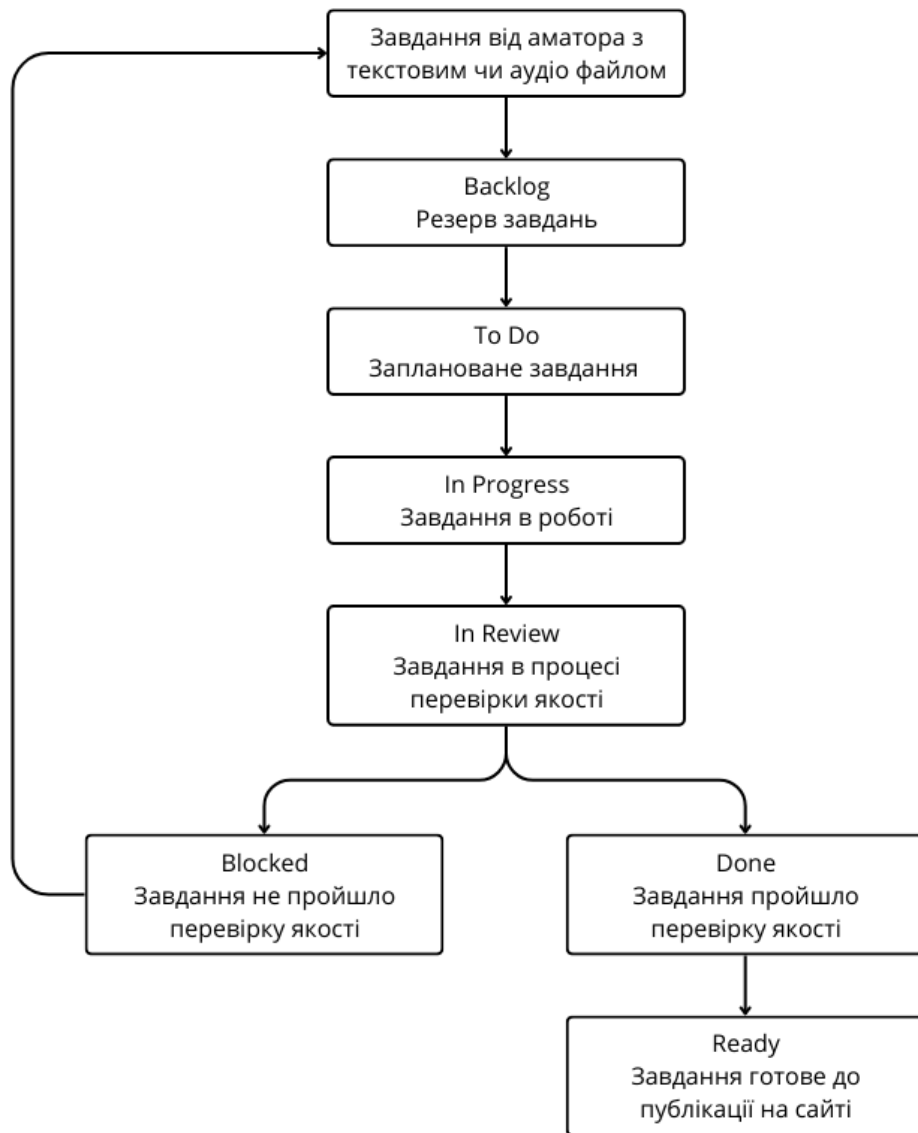 Завдання від аматора з
текстовим чи аудіо файлом
Backlog
Резерв завдань
To Do
Заплановане завдання
In Progress
Завдання в роботі
In Review
Завдання в процесі
перевірки якості
Blocked
Завдання не пройшло
перевірку якості
Done
Завдання пройшло
перевірку якості
Ready
Завдання готове до
публікації на сайті